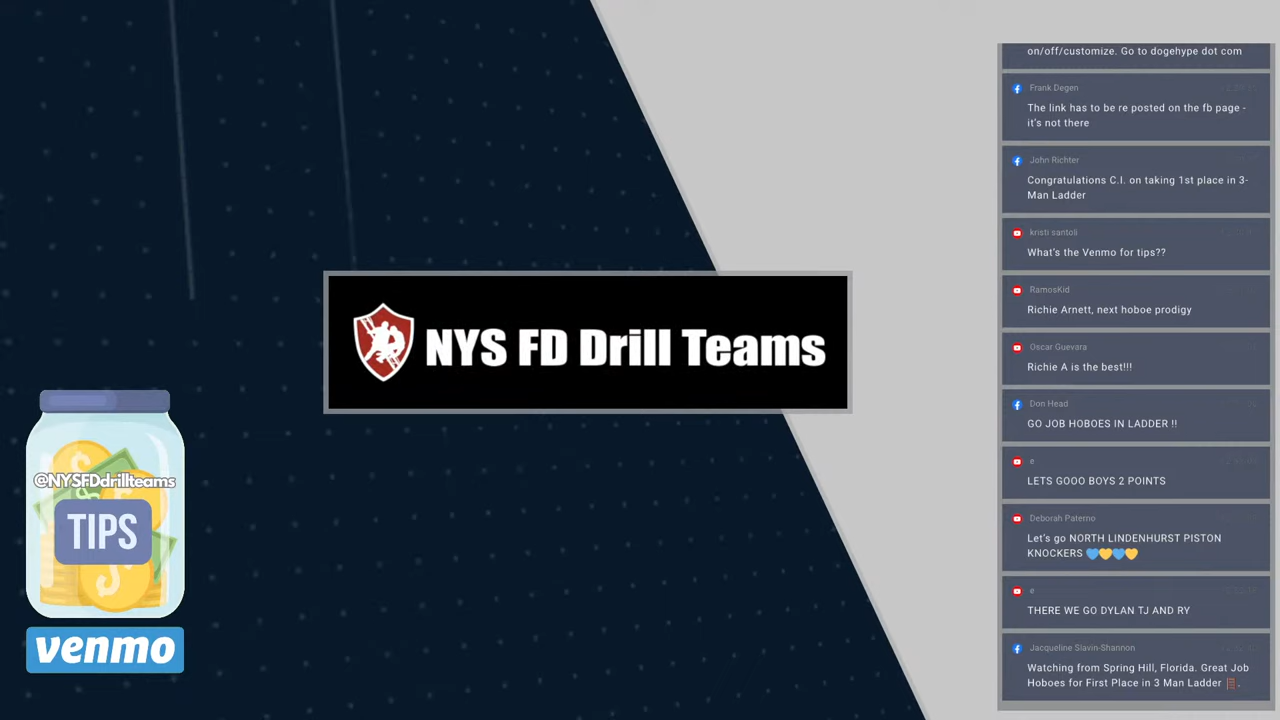 on/off/customize. Go to dogehype dot com
Frank Degen
The link has to be re posted on the fb page -
it's not there
John Richter
Congratulations C.I. on taking 1st place in 3-
Man Ladder
kristi santoli
What's the Venmo for tips??
RamosKid
Richie Arnett, next hoboe prodigy
Oscar Guevara
Richie A is the best!!!
Don Head
GO JOB HOBOES IN LADDER !!
e
LETS GOOO BOYS 2 POINTS
Deborah Paterno
Let's go NORTH LINDENHURST PISTON
KNOCKERS 💙💛💙💛
e
THERE WE GO DYLAN TJ AND RY
Jacqueline Slavin-Shannon
Watching from Spring Hill, Florida. Great Job
Hoboes for First Place in 3 Man Ladder 🪜.
NYS FD Drill Teams
@NYSFDdrillteams
TIPS
venmo